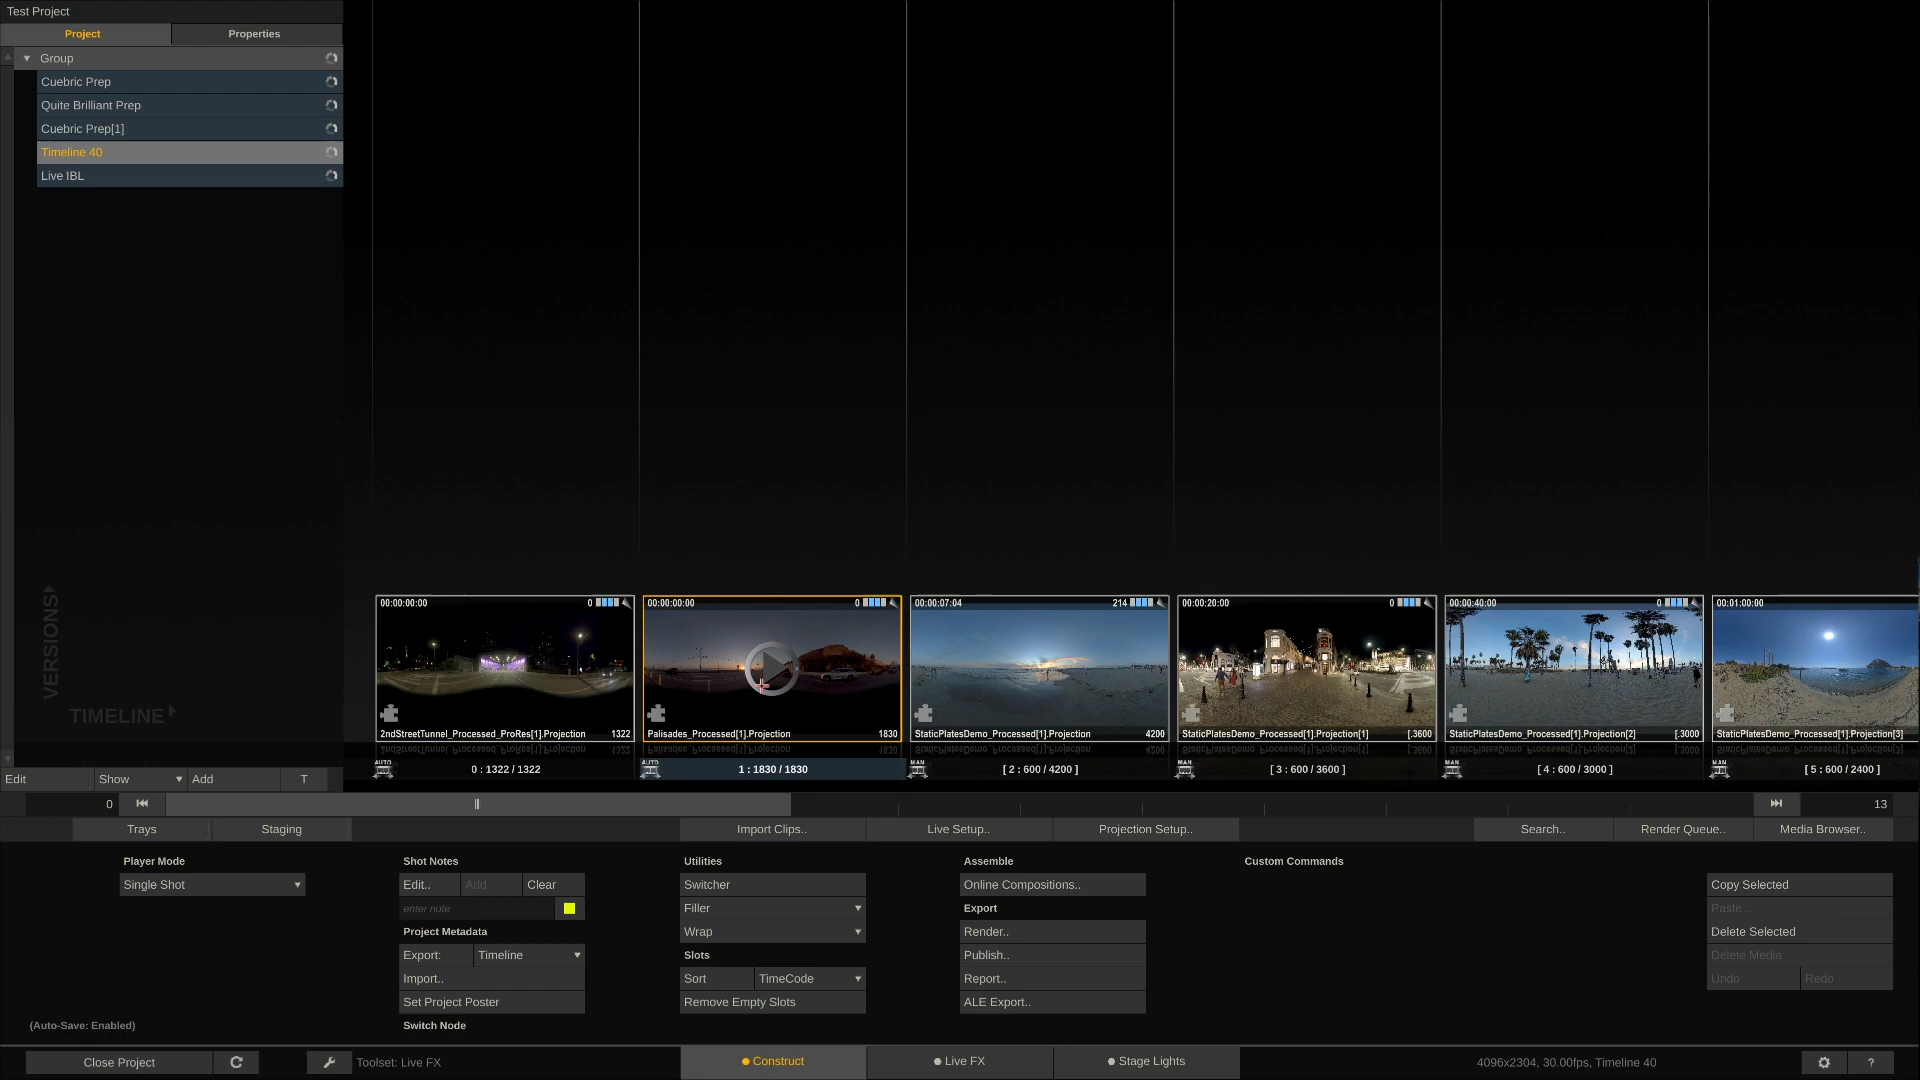 Test Project
Project
Properties
Group
Cuebric Prep
Quite Brilliant Prep
Cuebric Prep[1]
Timeline 40
Live IBL
VERSIONS
TIMELINE
00:00:00:00 0
2ndStreetTunnel_Processed_ProRes[1].Projection 1322
AUTO
0 : 1322 / 1322
00:00:00:00 0
Palisades_Processed[1].Projection 1830
AUTO
1 : 1830 / 1830
00:00:07:04 214
StaticPlatesDemo_Processed[1].Projection 4200
MAN
[ 2 : 600 / 4200 ]
00:00:20:00 0
StaticPlatesDemo_Processed[1].Projection[1] [.3600
MAN
[ 3 : 600 / 3600 ]
00:00:40:00 0
StaticPlatesDemo_Processed[1].Projection[2] [.3000
MAN
[ 4 : 600 / 3000 ]
00:01:00:00
StaticPlatesDemo_Processed[1].Projection[3]
MAN
[ 5 : 600 / 2400 ]
Edit
Show
Add
T
0
13
Trays
Staging
Import Clips..
Live Setup..
Projection Setup..
Search..
Render Queue..
Media Browser..
Player Mode
Single Shot
Shot Notes
Edit..
Add
Clear
enter note
Project Metadata
Export:
Timeline
Import..
Set Project Poster
Switch Node
Utilities
Switcher
Filler
Wrap
Slots
Sort
TimeCode
Remove Empty Slots
Assemble
Online Compositions..
Export
Render..
Publish..
Report..
ALE Export..
Custom Commands
Copy Selected
Paste ..
Delete Selected
Delete Media
Undo
Redo
(Auto-Save: Enabled)
Close Project
Toolset: Live FX
Construct
Live FX
Stage Lights
4096x2304, 30.00fps, Timeline 40
?